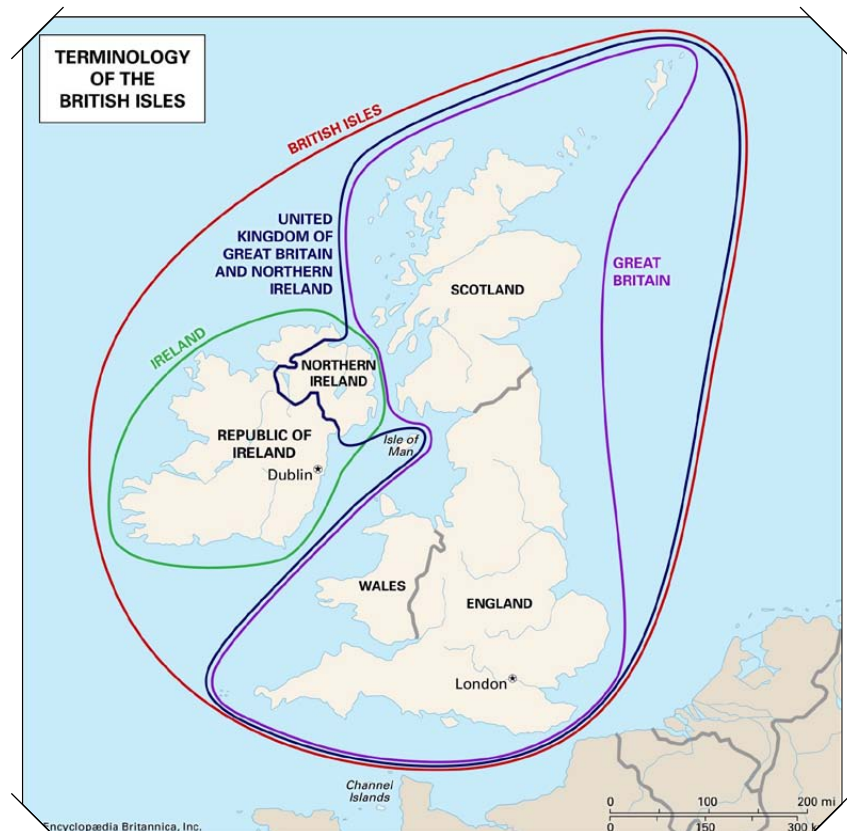 TERMINOLOGY
OF THE
BRITISH ISLES
BRITISH ISLES
UNITED
KINGDOM OF
GREAT BRITAIN
AND NORTHERN
IRELAND
SCOTLAND
GREAT
BRITAIN
IRELAND
NORTHERN
IRELAND
REPUBLIC OF
IRELAND
Isle of
Man
Dublin
WALES
ENGLAND
London
Channel
Islands
0 100 200 mi
0 150 300 k
Encyclopædia Britannica, Inc.